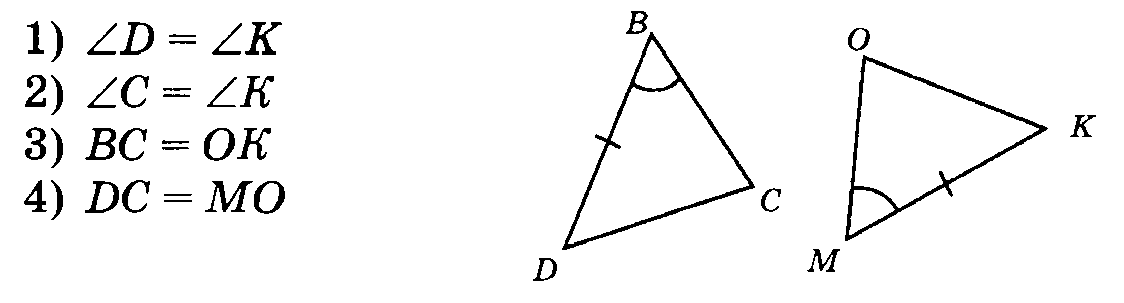 1) ∠D = ∠K
2) ∠C = ∠K
3) BC = OK
4) DC = MO
B
O
K
C
D
M